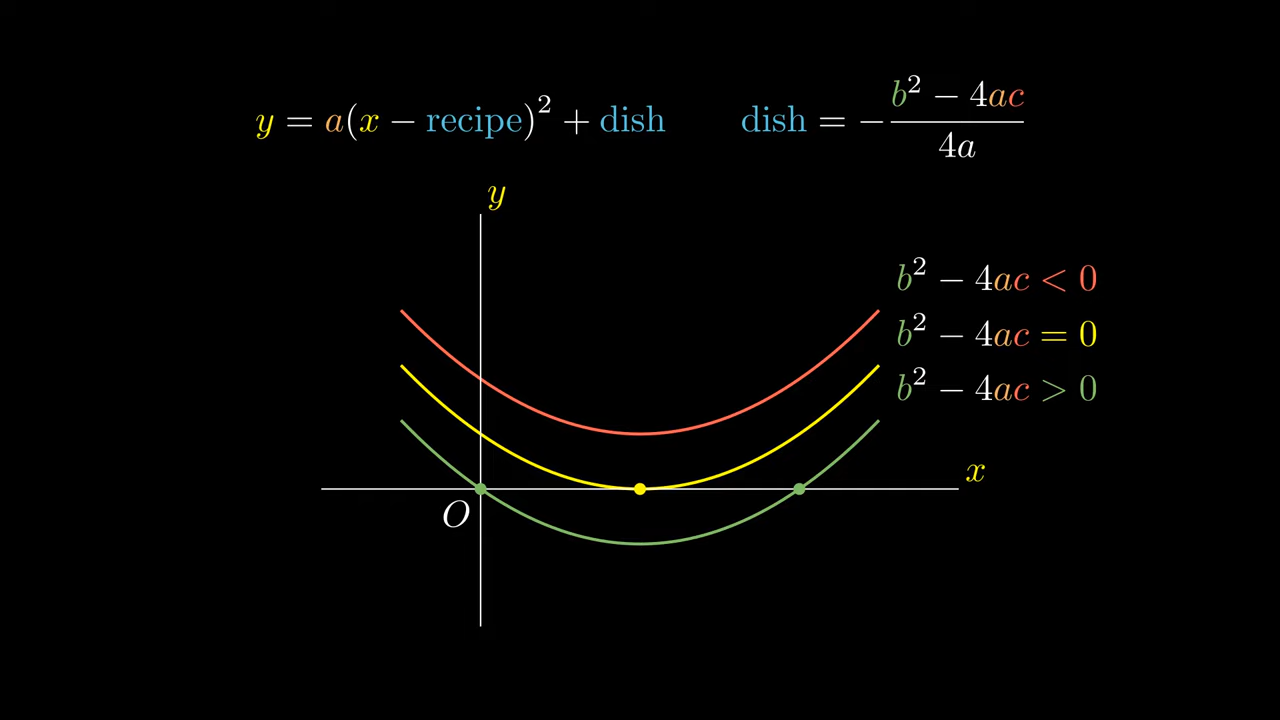 y = a(x − recipe)² + dish    dish = −(b² − 4ac)/(4a)
y
b² − 4ac < 0
b² − 4ac = 0
b² − 4ac > 0
x
O